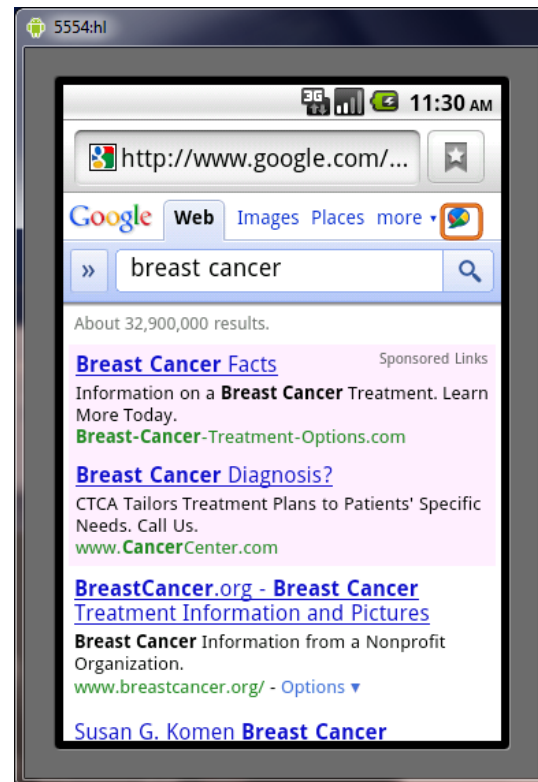 5554:hl
3G 11:30 AM
http://www.google.com/...
Google Web Images Places more ▾
» breast cancer
About 32,900,000 results.
Breast Cancer Facts Sponsored Links
Information on a Breast Cancer Treatment. Learn
More Today.
Breast-Cancer-Treatment-Options.com
Breast Cancer Diagnosis?
CTCA Tailors Treatment Plans to Patients' Specific
Needs. Call Us.
www.CancerCenter.com
BreastCancer.org - Breast Cancer
Treatment Information and Pictures
Breast Cancer Information from a Nonprofit
Organization.
www.breastcancer.org/ - Options ▼
Susan G. Komen Breast Cancer